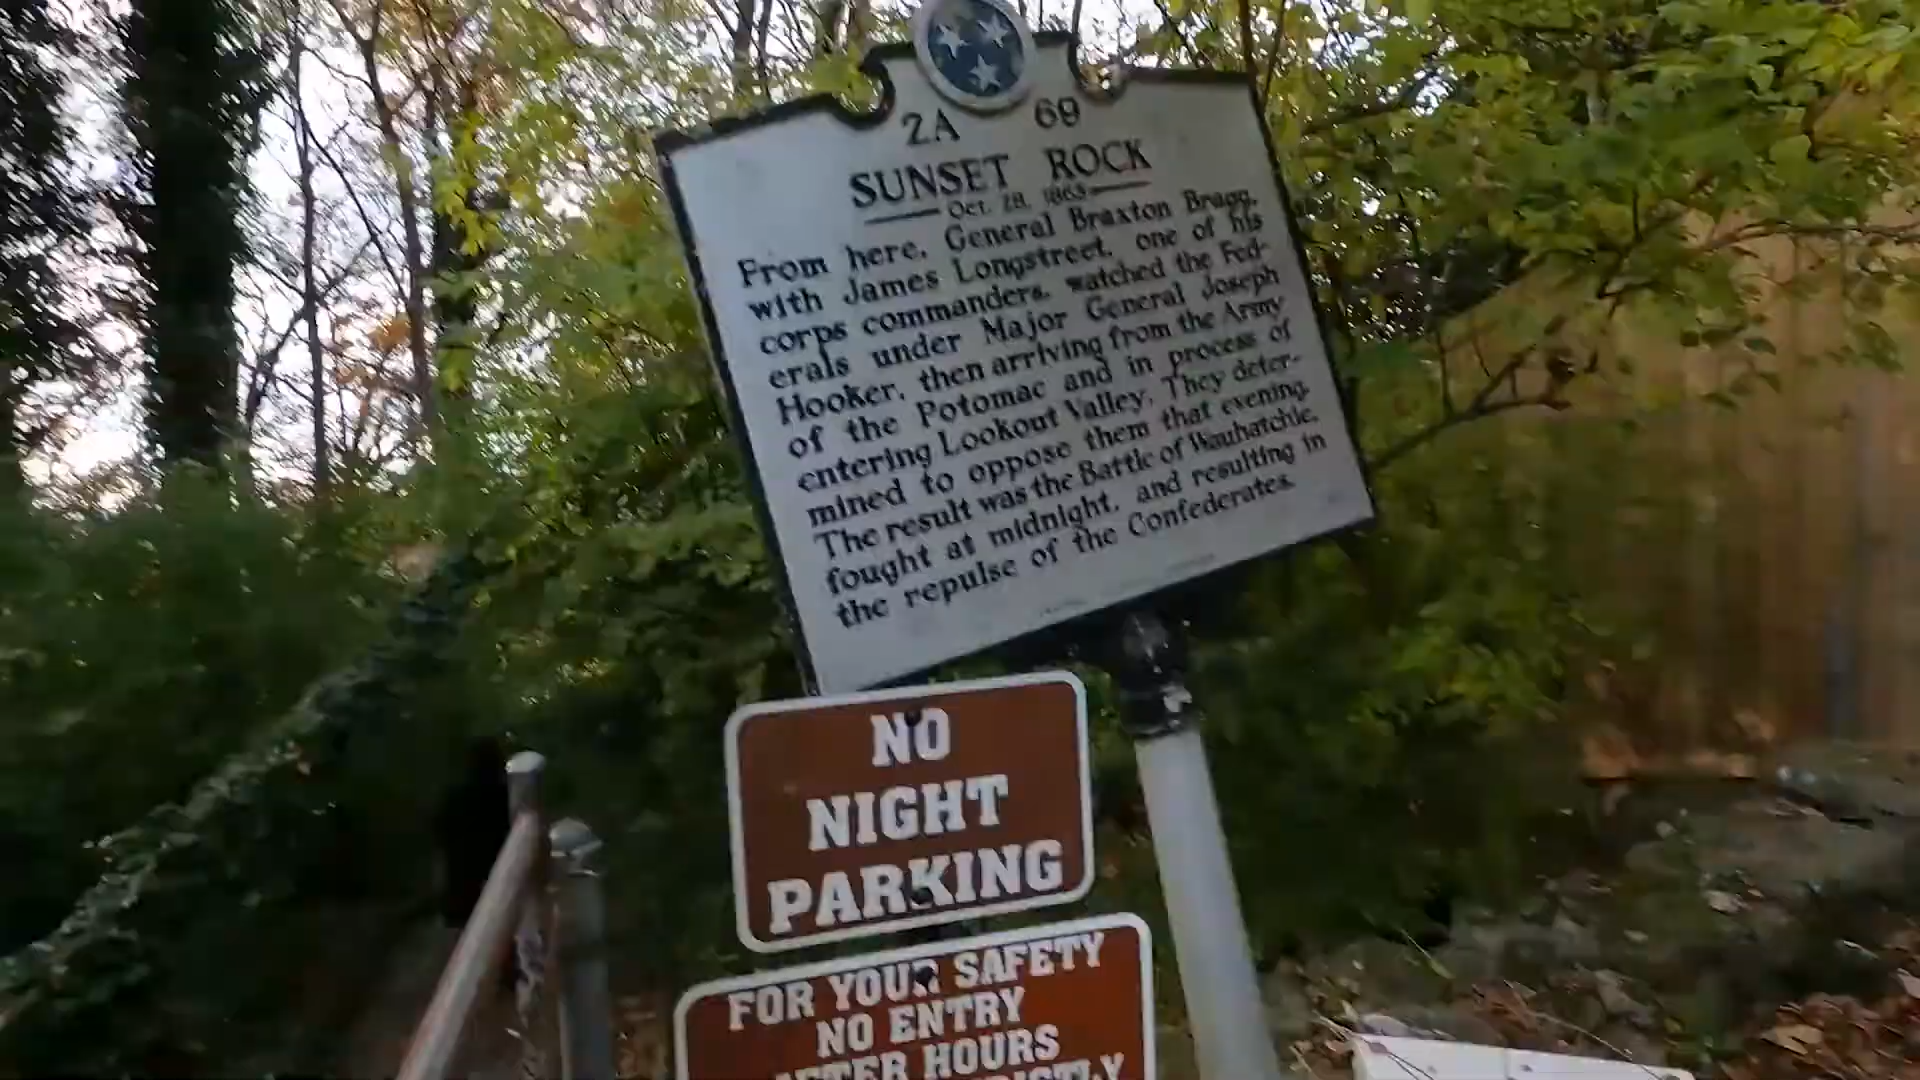 2A 69
SUNSET ROCK
Oct. 28, 1863
From here, General Braxton Bragg,
with James Longstreet, one of his
corps commanders, watched the Fed-
erals under Major General Joseph
Hooker, then arriving from the Army
of the Potomac and in process of
entering Lookout Valley. They deter-
mined to oppose them that evening.
The result was the Battle of Wauhatchie,
fought at midnight, and resulting in
the repulse of the Confederates.
NO
NIGHT
PARKING
FOR YOUR SAFETY
NO ENTRY
AFTER HOURS